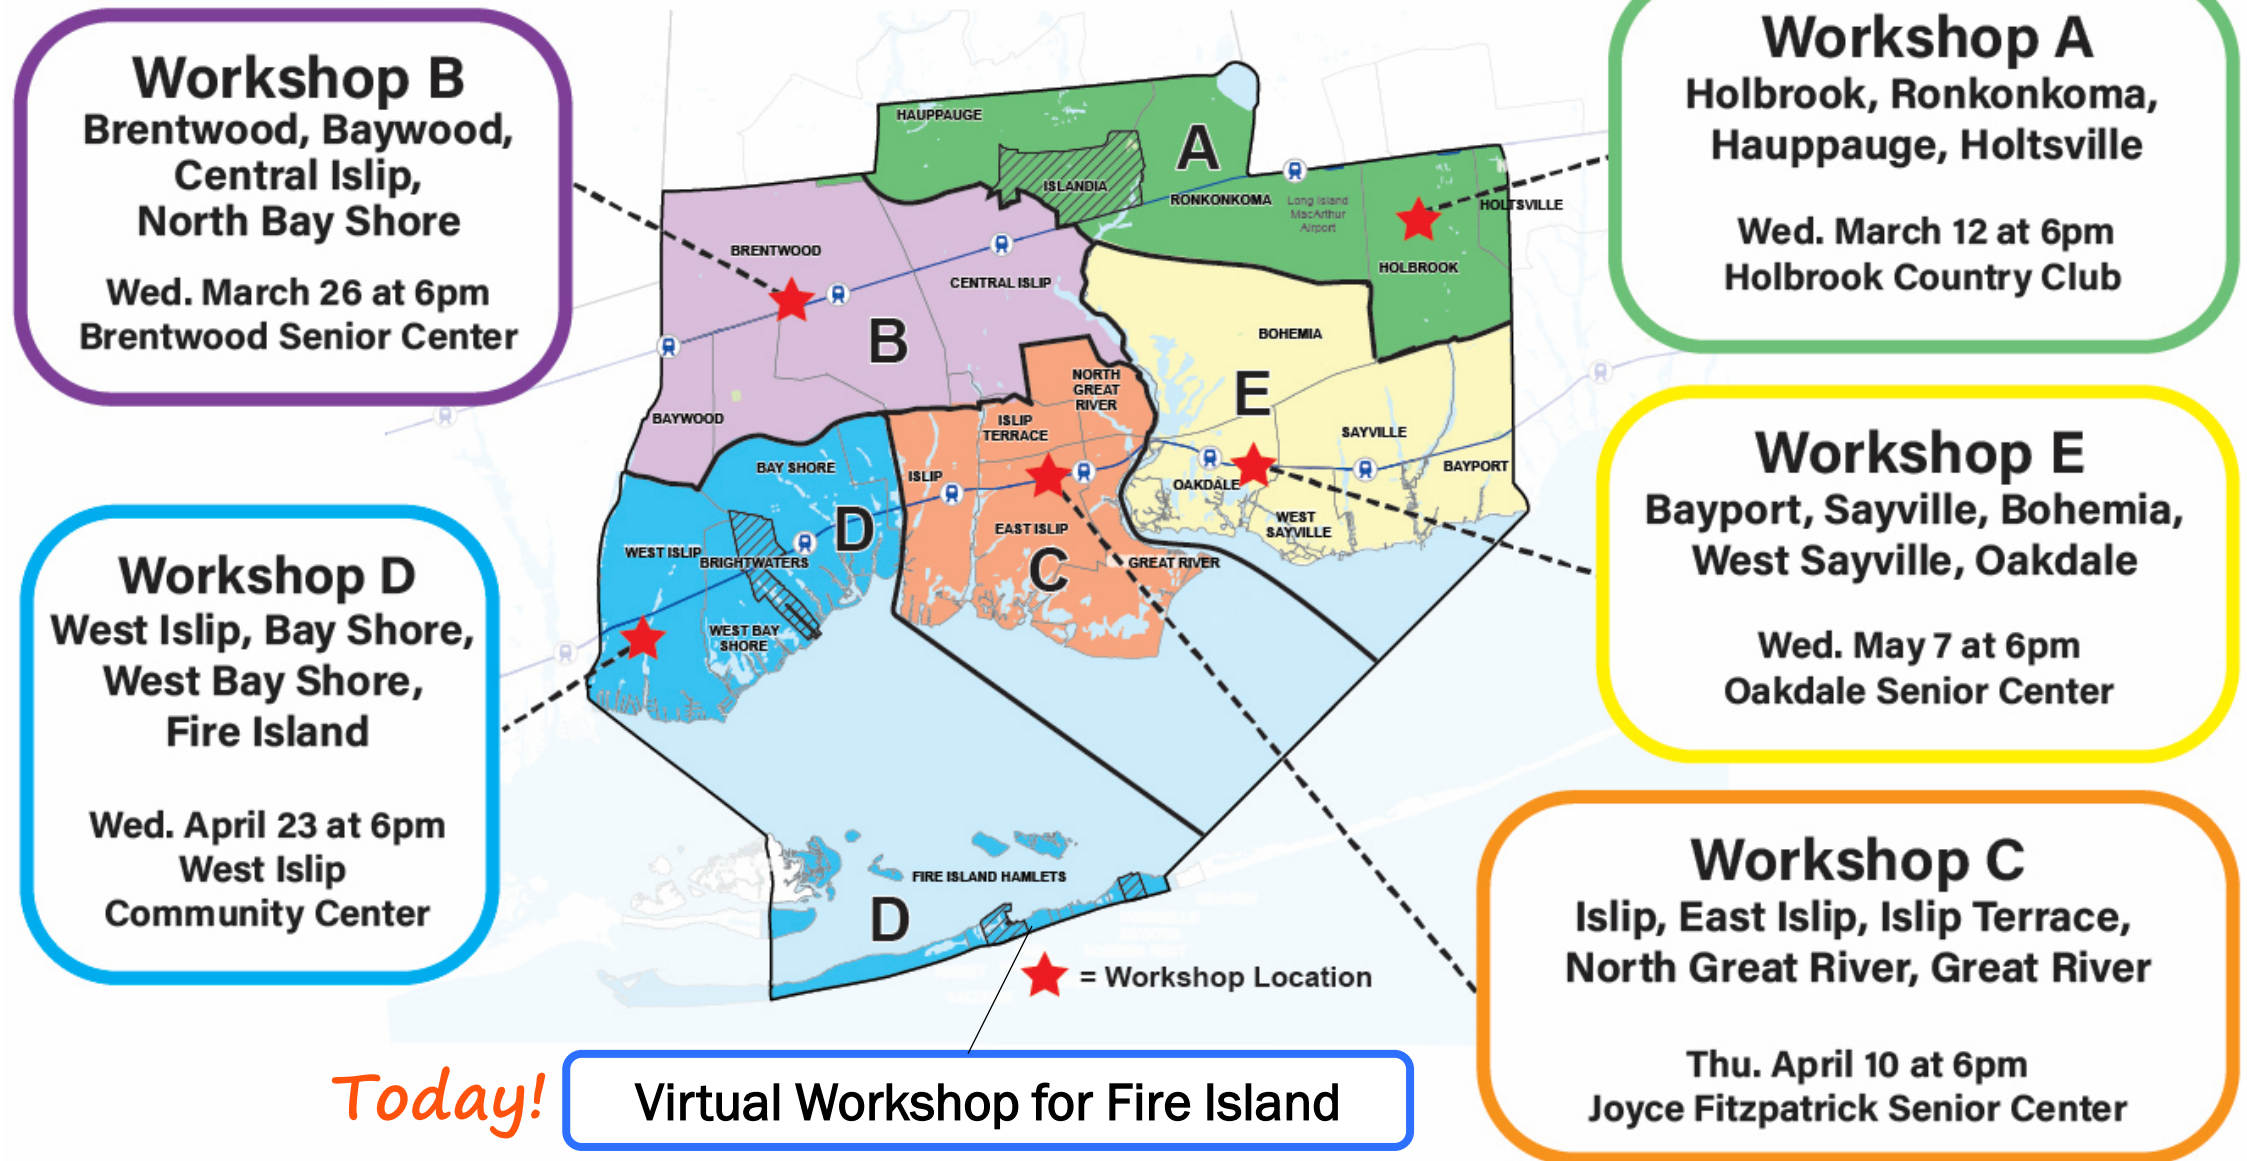 Workshop B
Brentwood, Baywood,
Central Islip,
North Bay Shore
Wed. March 26 at 6pm
Brentwood Senior Center
Workshop A
Holbrook, Ronkonkoma,
Hauppauge, Holtsville
Wed. March 12 at 6pm
Holbrook Country Club
Workshop D
West Islip, Bay Shore,
West Bay Shore,
Fire Island
Wed. April 23 at 6pm
West Islip
Community Center
Workshop E
Bayport, Sayville, Bohemia,
West Sayville, Oakdale
Wed. May 7 at 6pm
Oakdale Senior Center
Workshop C
Islip, East Islip, Islip Terrace,
North Great River, Great River
Thu. April 10 at 6pm
Joyce Fitzpatrick Senior Center
HAUPPAUGE
A
ISLANDIA
RONKONKOMA
Long Island
MacArthur
Airport
HOLTSVILLE
HOLBROOK
BRENTWOOD
CENTRAL ISLIP
B
BAYWOOD
BOHEMIA
E
SAYVILLE
BAYPORT
OAKDALE
WEST
SAYVILLE
NORTH
GREAT
RIVER
ISLIP
TERRACE
ISLIP
EAST ISLIP
C
GREAT RIVER
BAY SHORE
D
WEST ISLIP
BRIGHTWATERS
WEST BAY
SHORE
FIRE ISLAND HAMLETS
D
= Workshop Location
Today!
Virtual Workshop for Fire Island